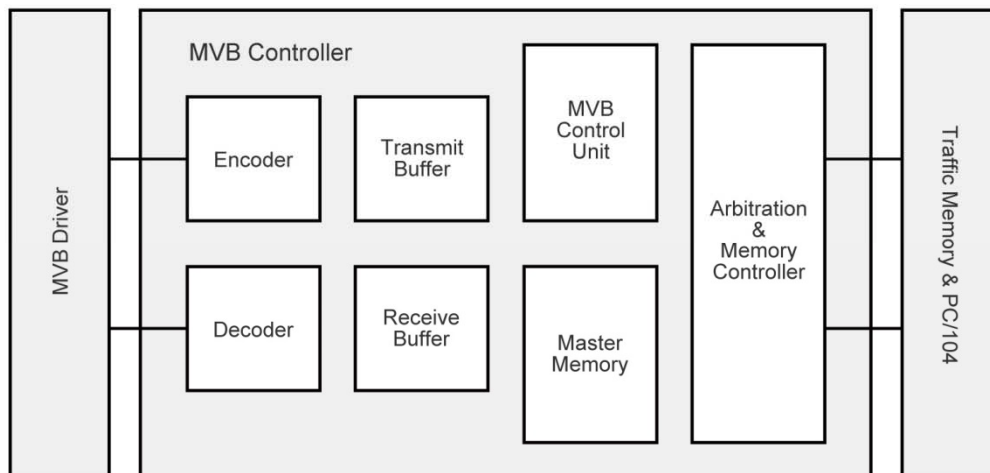 MVB Driver
MVB Controller
Encoder
Transmit
Buffer
MVB
Control
Unit
Arbitration
&
Memory
Controller
Decoder
Receive
Buffer
Master
Memory
Traffic Memory & PC/104